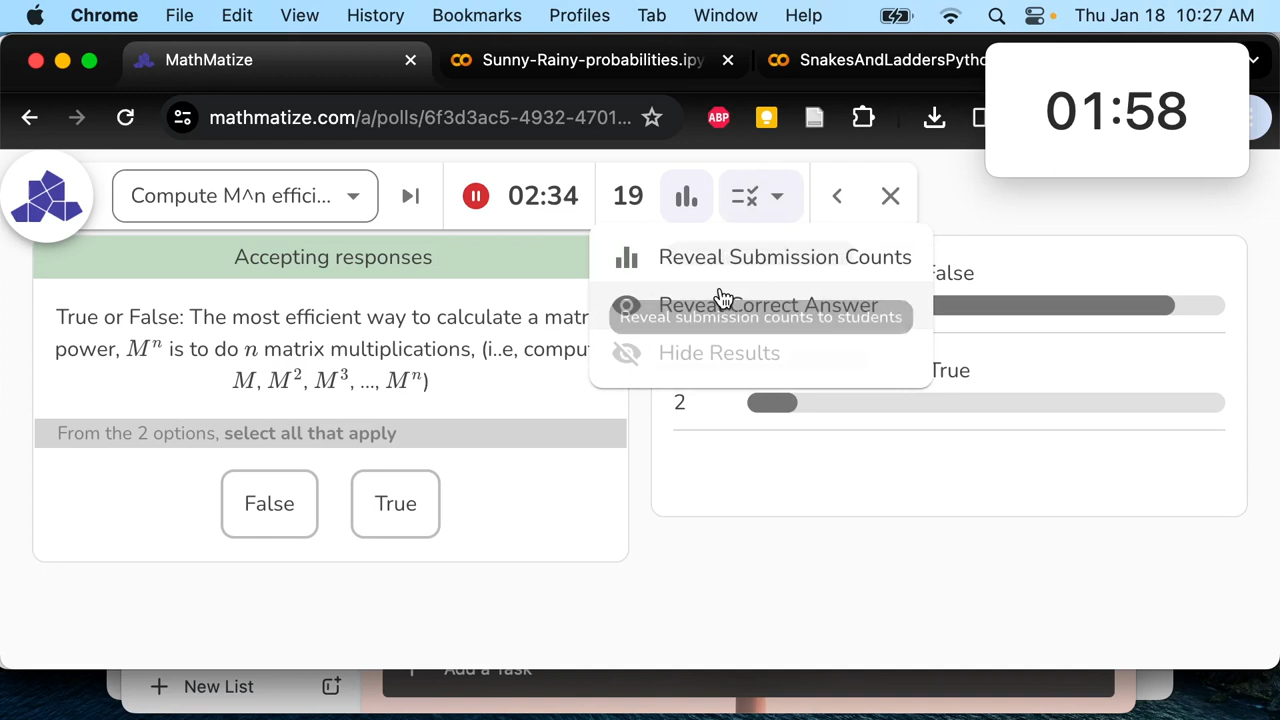 Chrome File Edit View History Bookmarks Profiles Tab Window Help Thu Jan 18 10:27 AM
MathMatize
Sunny-Rainy-probabilities.ipy
SnakesAndLaddersPytho
01:58
mathmatize.com/a/polls/6f3d3ac5-4932-4701...
ABP
Compute M^n effici...
02:34
19
Accepting responses
True or False: The most efficient way to calculate a matr
power, Mⁿ is to do n matrix multiplications, (i..e, compu
M, M², M³, ..., Mⁿ)
From the 2 options, select all that apply
False
True
Reveal Submission Counts
Reveal Correct Answer
Reveal submission counts to students
Hide Results
False
True
2
New List
Add a Task